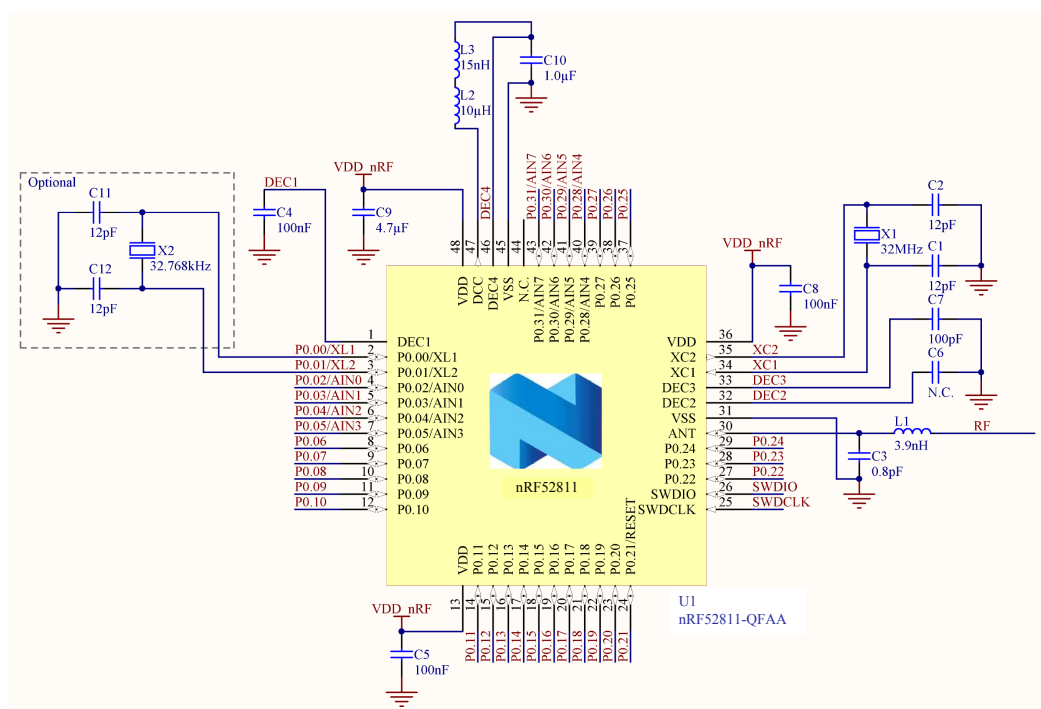 L3
15nH
C10
1.0µF
L2
10µH
VDD_nRF
Optional
DEC1
C11
12pF
C4
100nF
C9
4.7µF
X2
32.768kHz
C12
12pF
DEC4
P0.31/AIN7
P0.30/AIN6
P0.29/AIN5
P0.28/AIN4
P0.27
P0.26
P0.25
C2
12pF
X1
32MHz
C1
12pF
VDD_nRF
C8
100nF
C7
100pF
C6
N.C.
48
47
46
45
44
43
42
41
40
39
38
37
VDD
DCC
DEC4
VSS
N.C.
P0.31/AIN7
P0.30/AIN6
P0.29/AIN5
P0.28/AIN4
P0.27
P0.26
P0.25
1 DEC1
P0.00/XL1 2 P0.00/XL1
P0.01/XL2 3 P0.01/XL2
P0.02/AIN0 4 P0.02/AIN0
P0.03/AIN1 5 P0.03/AIN1
P0.04/AIN2 6 P0.04/AIN2
P0.05/AIN3 7 P0.05/AIN3
P0.06 8 P0.06
P0.07 9 P0.07
P0.08 10 P0.08
P0.09 11 P0.09
P0.10 12 P0.10
VDD 36
XC2 35 XC2
XC1 34 XC1
DEC3 33 DEC3
DEC2 32 DEC2
VSS 31
ANT 30
P0.24 29 P0.24
P0.23 28 P0.23
P0.22 27 P0.22
SWDIO 26 SWDIO
SWDCLK 25 SWDCLK
L1
3.9nH
RF
C3
0.8pF
nRF52811
VDD
P0.11
P0.12
P0.13
P0.14
P0.15
P0.16
P0.17
P0.18
P0.19
P0.20
P0.21/RESET
13
14
15
16
17
18
19
20
21
22
23
24
P0.11
P0.12
P0.13
P0.14
P0.15
P0.16
P0.17
P0.18
P0.19
P0.20
P0.21
VDD_nRF
C5
100nF
U1
nRF52811-QFAA